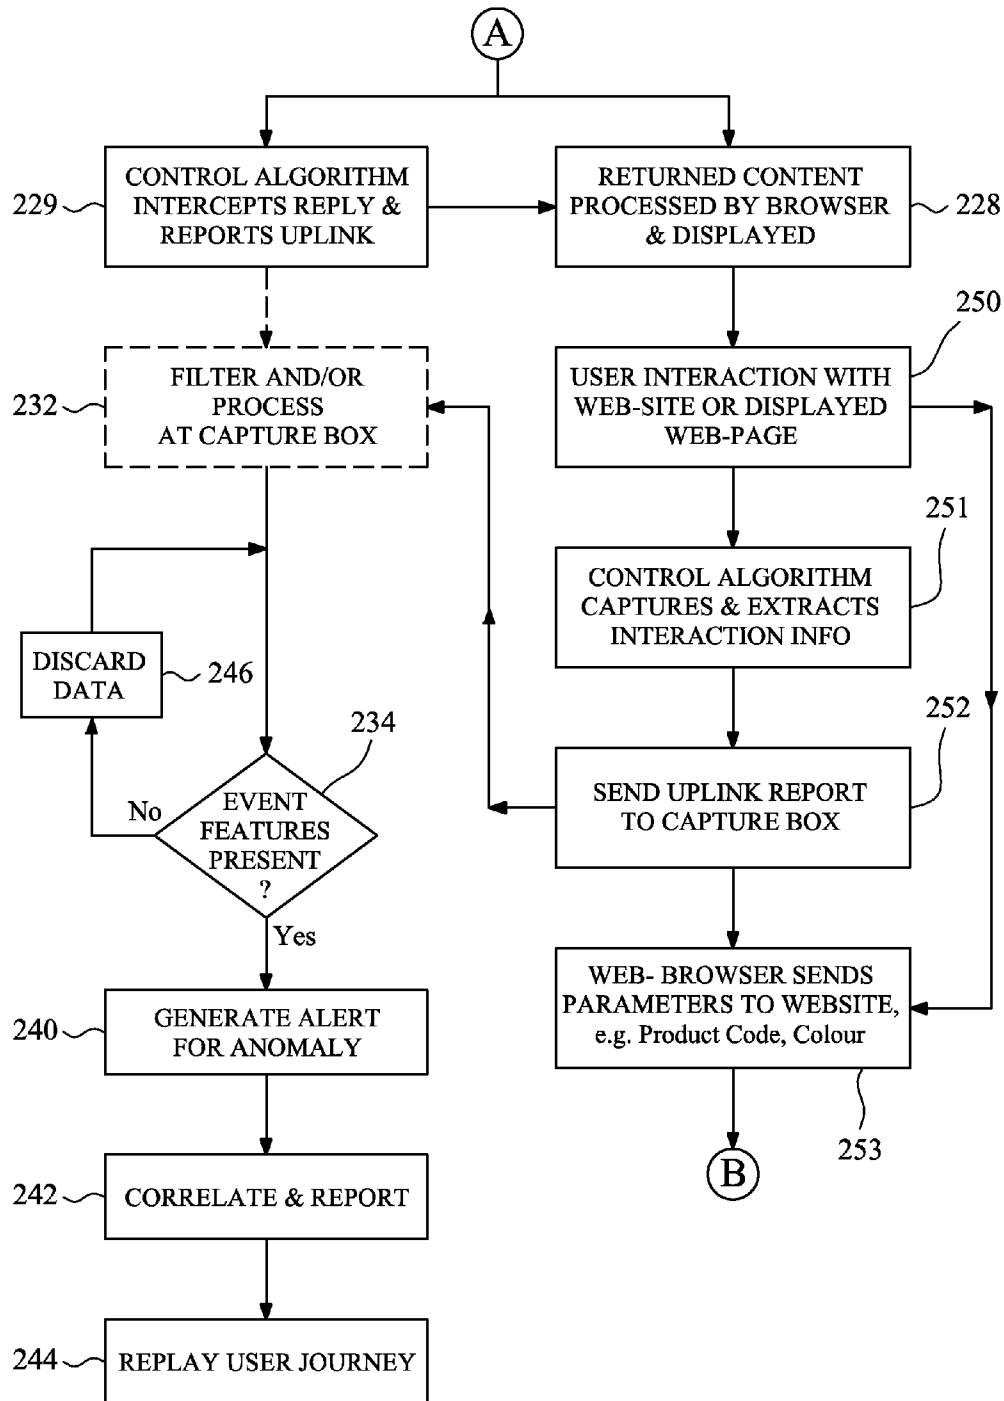 A
CONTROL ALGORITHM
INTERCEPTS REPLY &
REPORTS UPLINK
229
RETURNED CONTENT
PROCESSED BY BROWSER
& DISPLAYED
228
FILTER AND/OR
PROCESS
AT CAPTURE BOX
232
USER INTERACTION WITH
WEB-SITE OR DISPLAYED
WEB-PAGE
250
CONTROL ALGORITHM
CAPTURES & EXTRACTS
INTERACTION INFO
251
DISCARD
DATA
246
SEND UPLINK REPORT
TO CAPTURE BOX
252
EVENT
FEATURES
PRESENT
?
234
No
Yes
WEB- BROWSER SENDS
PARAMETERS TO WEBSITE,
e.g. Product Code, Colour
253
GENERATE ALERT
FOR ANOMALY
240
CORRELATE & REPORT
242
B
REPLAY USER JOURNEY
244